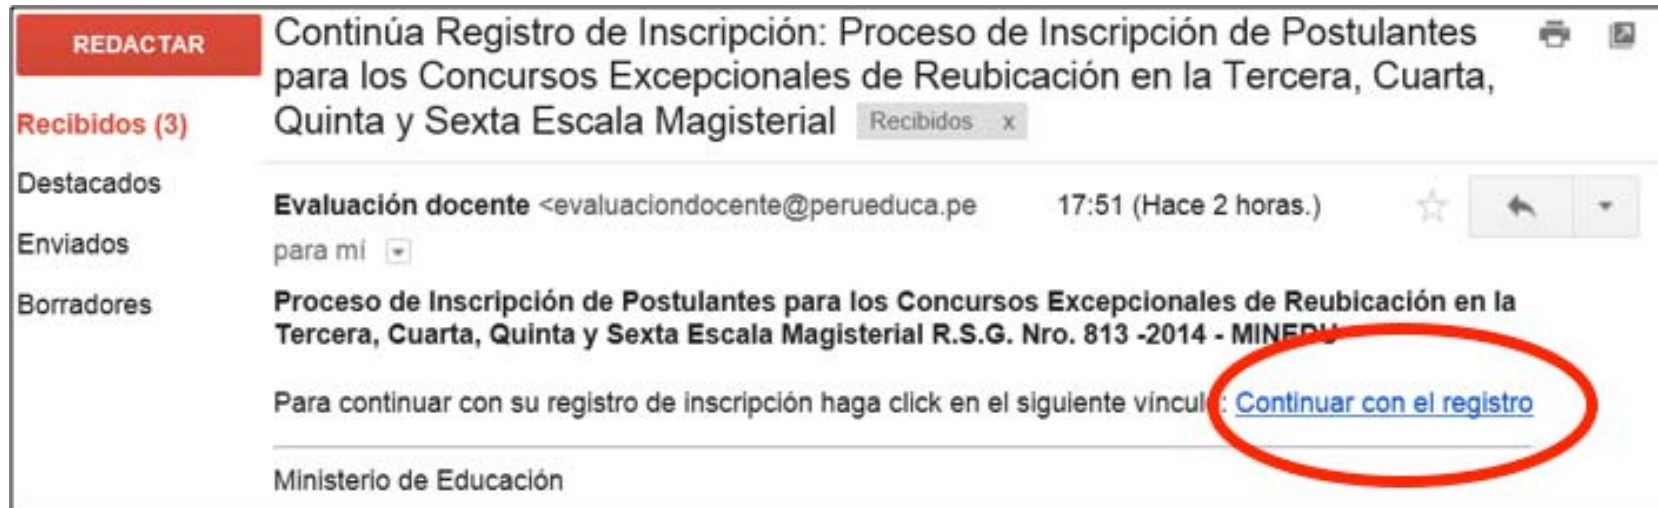 REDACTAR
Recibidos (3)
Destacados
Enviados
Borradores
Continúa Registro de Inscripción: Proceso de Inscripción de Postulantes
para los Concursos Excepcionales de Reubicación en la Tercera, Cuarta,
Quinta y Sexta Escala Magisterial Recibidos x
Evaluación docente <evaluaciondocente@perueduca.pe 17:51 (Hace 2 horas.)
para mí
Proceso de Inscripción de Postulantes para los Concursos Excepcionales de Reubicación en la
Tercera, Cuarta, Quinta y Sexta Escala Magisterial R.S.G. Nro. 813 -2014 - MINEDU
Para continuar con su registro de inscripción haga click en el siguiente vínculo: Continuar con el registro
Ministerio de Educación